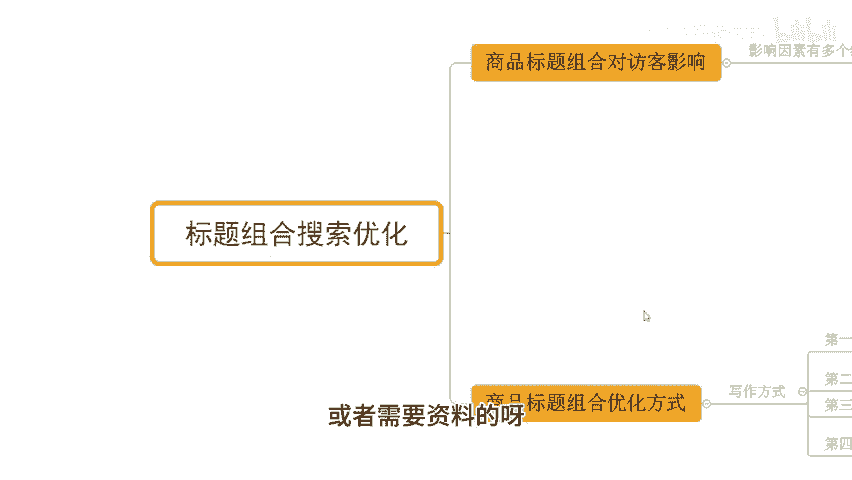 影响因素有多个
商品标题组合对访客影响
标题组合搜索优化
第一
第二
写作方式
第三
商品标题组合优化方式
或者需要资料的呀
第四